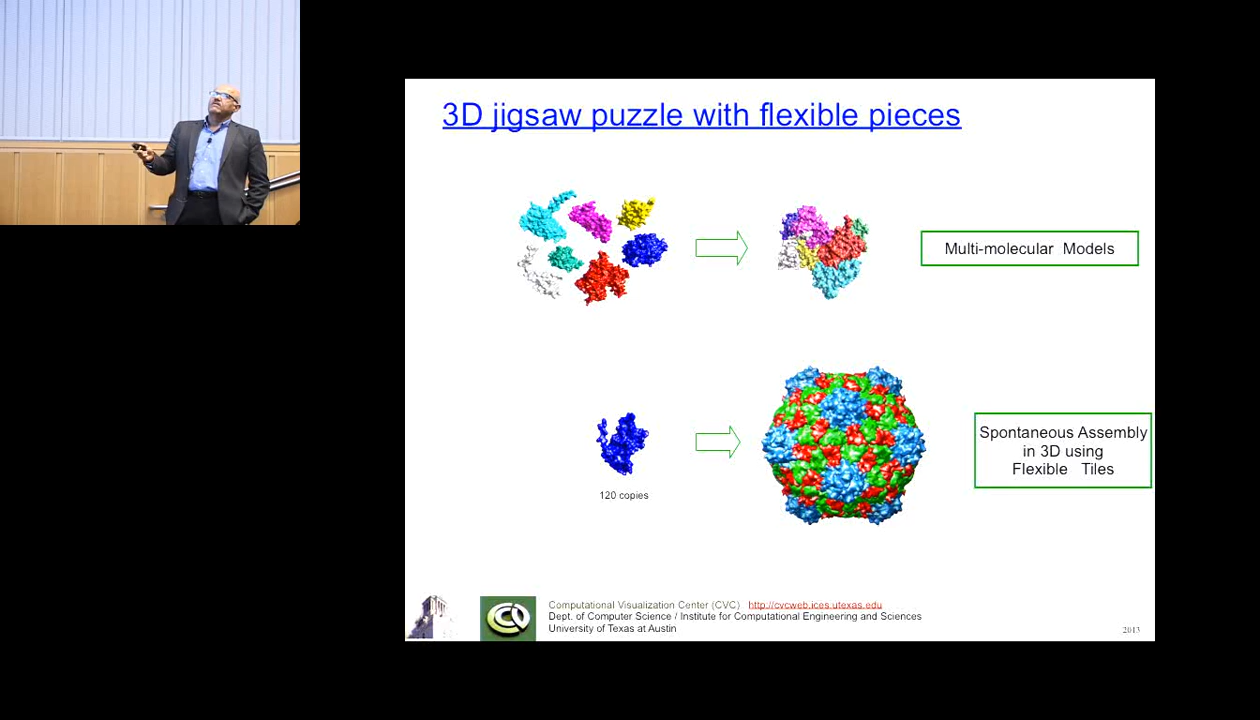 3D jigsaw puzzle with flexible pieces
Multi-molecular Models
120 copies
Spontaneous Assembly
in 3D using
Flexible Tiles
Computational Visualization Center (CVC) http://cvcweb.ices.utexas.edu
Dept. of Computer Science / Institute for Computational Engineering and Sciences
University of Texas at Austin
2013